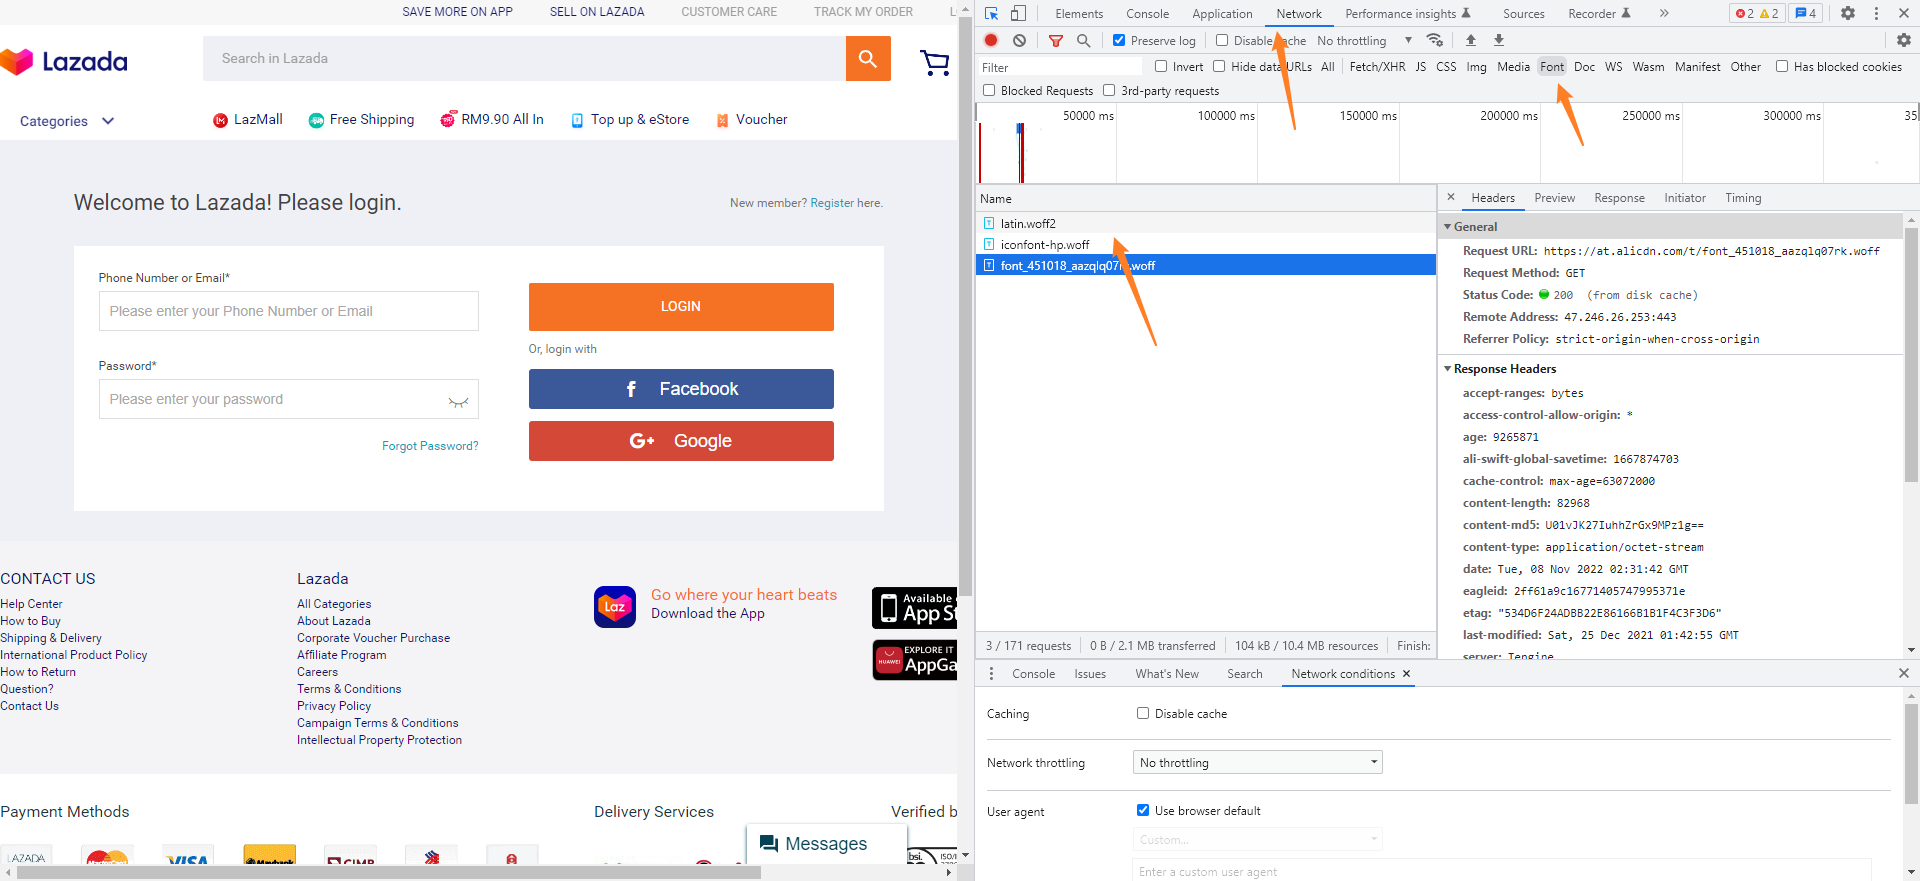 SAVE MORE ON APP SELL ON LAZADA CUSTOMER CARE TRACK MY ORDER
Lazada
Search in Lazada
Categories LazMall Free Shipping RM9.90 All In Top up & eStore Voucher
Welcome to Lazada! Please login.
New member? Register here.
Phone Number or Email*
Please enter your Phone Number or Email
Password*
Please enter your password
Forgot Password?
LOGIN
Or, login with
Facebook
G+ Google
CONTACT US
Help Center
How to Buy
Shipping & Delivery
International Product Policy
How to Return
Question?
Contact Us
Lazada
All Categories
About Lazada
Corporate Voucher Purchase
Affiliate Program
Careers
Terms & Conditions
Privacy Policy
Campaign Terms & Conditions
Intellectual Property Protection
Laz
Go where your heart beats
Download the App
Available
App St
HUAWEI
EXPLORE IT
AppGa
Payment Methods
Delivery Services
Verified b
LAZADA
MasterCard
VISA
Maybank
CIMB
Messages
bsi.
ISO/I
Elements Console Application Network Performance insights Sources Recorder 2 2 4
Preserve log Disable cache No throttling
Filter Invert Hide data URLs All Fetch/XHR JS CSS Img Media Font Doc WS Wasm Manifest Other Has blocked cookies
Blocked Requests 3rd-party requests
50000 ms 100000 ms 150000 ms 200000 ms 250000 ms 300000 ms 35
Name
latin.woff2
iconfont-hp.woff
font_451018_aazqlq07rk.woff
3 / 171 requests 0 B / 2.1 MB transferred 104 kB / 10.4 MB resources Finish:
Headers Preview Response Initiator Timing
General
Request URL: https://at.alicdn.com/t/font_451018_aazqlq07rk.woff
Request Method: GET
Status Code: 200 (from disk cache)
Remote Address: 47.246.26.253:443
Referrer Policy: strict-origin-when-cross-origin
Response Headers
accept-ranges: bytes
access-control-allow-origin: *
age: 9265871
ali-swift-global-savetime: 1667874703
cache-control: max-age=63072000
content-length: 82968
content-md5: U01vJK27IuhhZrGx9MPz1g==
content-type: application/octet-stream
date: Tue, 08 Nov 2022 02:31:42 GMT
eagleid: 2ff61a9c16771405747995371e
etag: "534D6F24ADBB22E86166B1B1F4C3F3D6"
last-modified: Sat, 25 Dec 2021 01:42:55 GMT
server: Tengine
Console Issues What's New Search Network conditions
Caching Disable cache
Network throttling No throttling
User agent Use browser default
Custom...
Enter a custom user agent